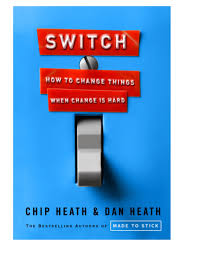 SWITCH
HOW TO CHANGE THINGS
WHEN CHANGE IS HARD
CHIP HEATH & DAN HEATH
THE BESTSELLING AUTHORS OF MADE TO STICK